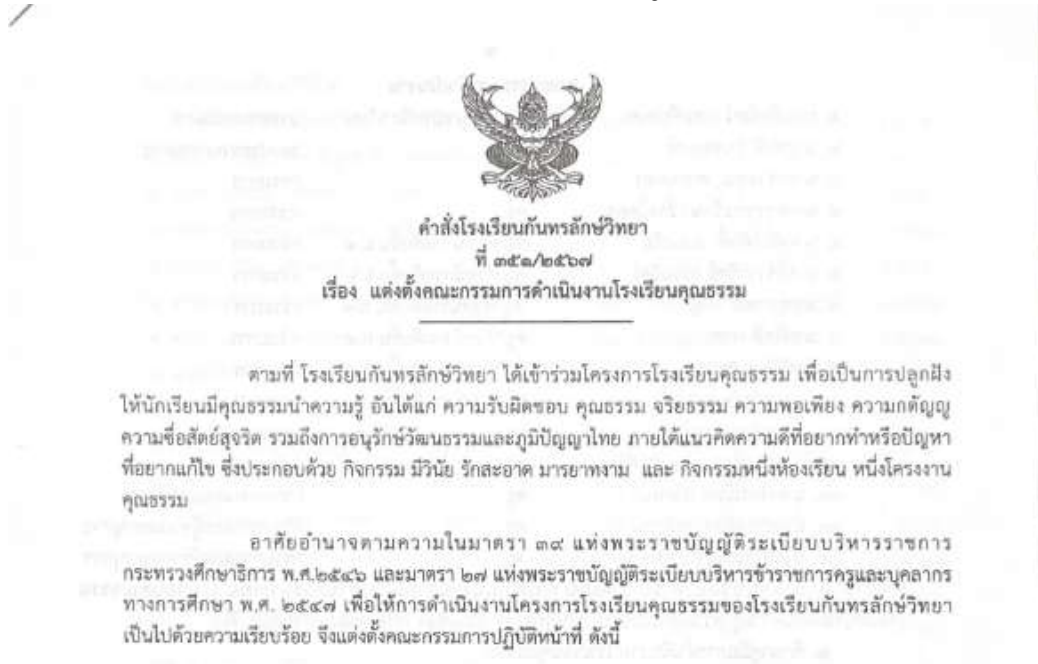 คำสั่งโรงเรียนกันทรลักษ์วิทยา
ที่ ๓๕๑/๒๕๖๗
เรื่อง แต่งตั้งคณะกรรมการดำเนินงานโรงเรียนคุณธรรม
ตามที่ โรงเรียนกันทรลักษ์วิทยา ได้เข้าร่วมโครงการโรงเรียนคุณธรรม เพื่อเป็นการปลูกฝัง
ให้นักเรียนมีคุณธรรมนำความรู้ อันได้แก่ ความรับผิดชอบ คุณธรรม จริยธรรม ความพอเพียง ความกตัญญู
ความซื่อสัตย์สุจริต รวมถึงการอนุรักษ์วัฒนธรรมและภูมิปัญญาไทย ภายใต้แนวคิดความดีที่อยากทำหรือปัญหา
ที่อยากแก้ไข ซึ่งประกอบด้วย กิจกรรม มีวินัย รักสะอาด มารยาทงาม และ กิจกรรมหนึ่งห้องเรียน หนึ่งโครงงาน
คุณธรรม
อาศัยอำนาจตามความในมาตรา ๓๙ แห่งพระราชบัญญัติระเบียบบริหารราชการ
กระทรวงศึกษาธิการ พ.ศ.๒๕๔๖ และมาตรา ๒๗ แห่งพระราชบัญญัติระเบียบบริหารข้าราชการครูและบุคลากร
ทางการศึกษา พ.ศ. ๒๕๔๗ เพื่อให้การดำเนินงานโครงการโรงเรียนคุณธรรมของโรงเรียนกันทรลักษ์วิทยา
เป็นไปด้วยความเรียบร้อย จึงแต่งตั้งคณะกรรมการปฏิบัติหน้าที่ ดังนี้